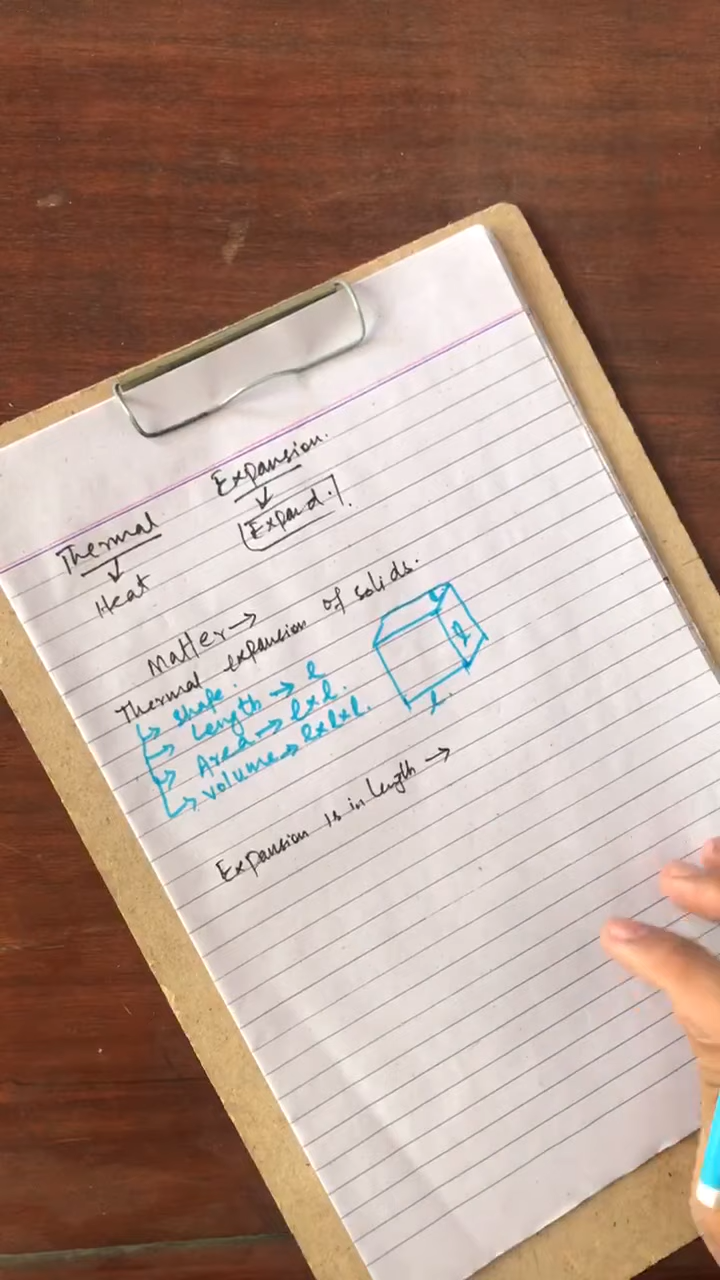 Thermal Expansion.
↓ ↓
Heat Expand.
Matter →
Thermal expansion of solids.
↳ shape.
↳ Length → l
↳ Area → l×l.
↳ volume → l×l×l.
l
l
l.
Expansion is in length →